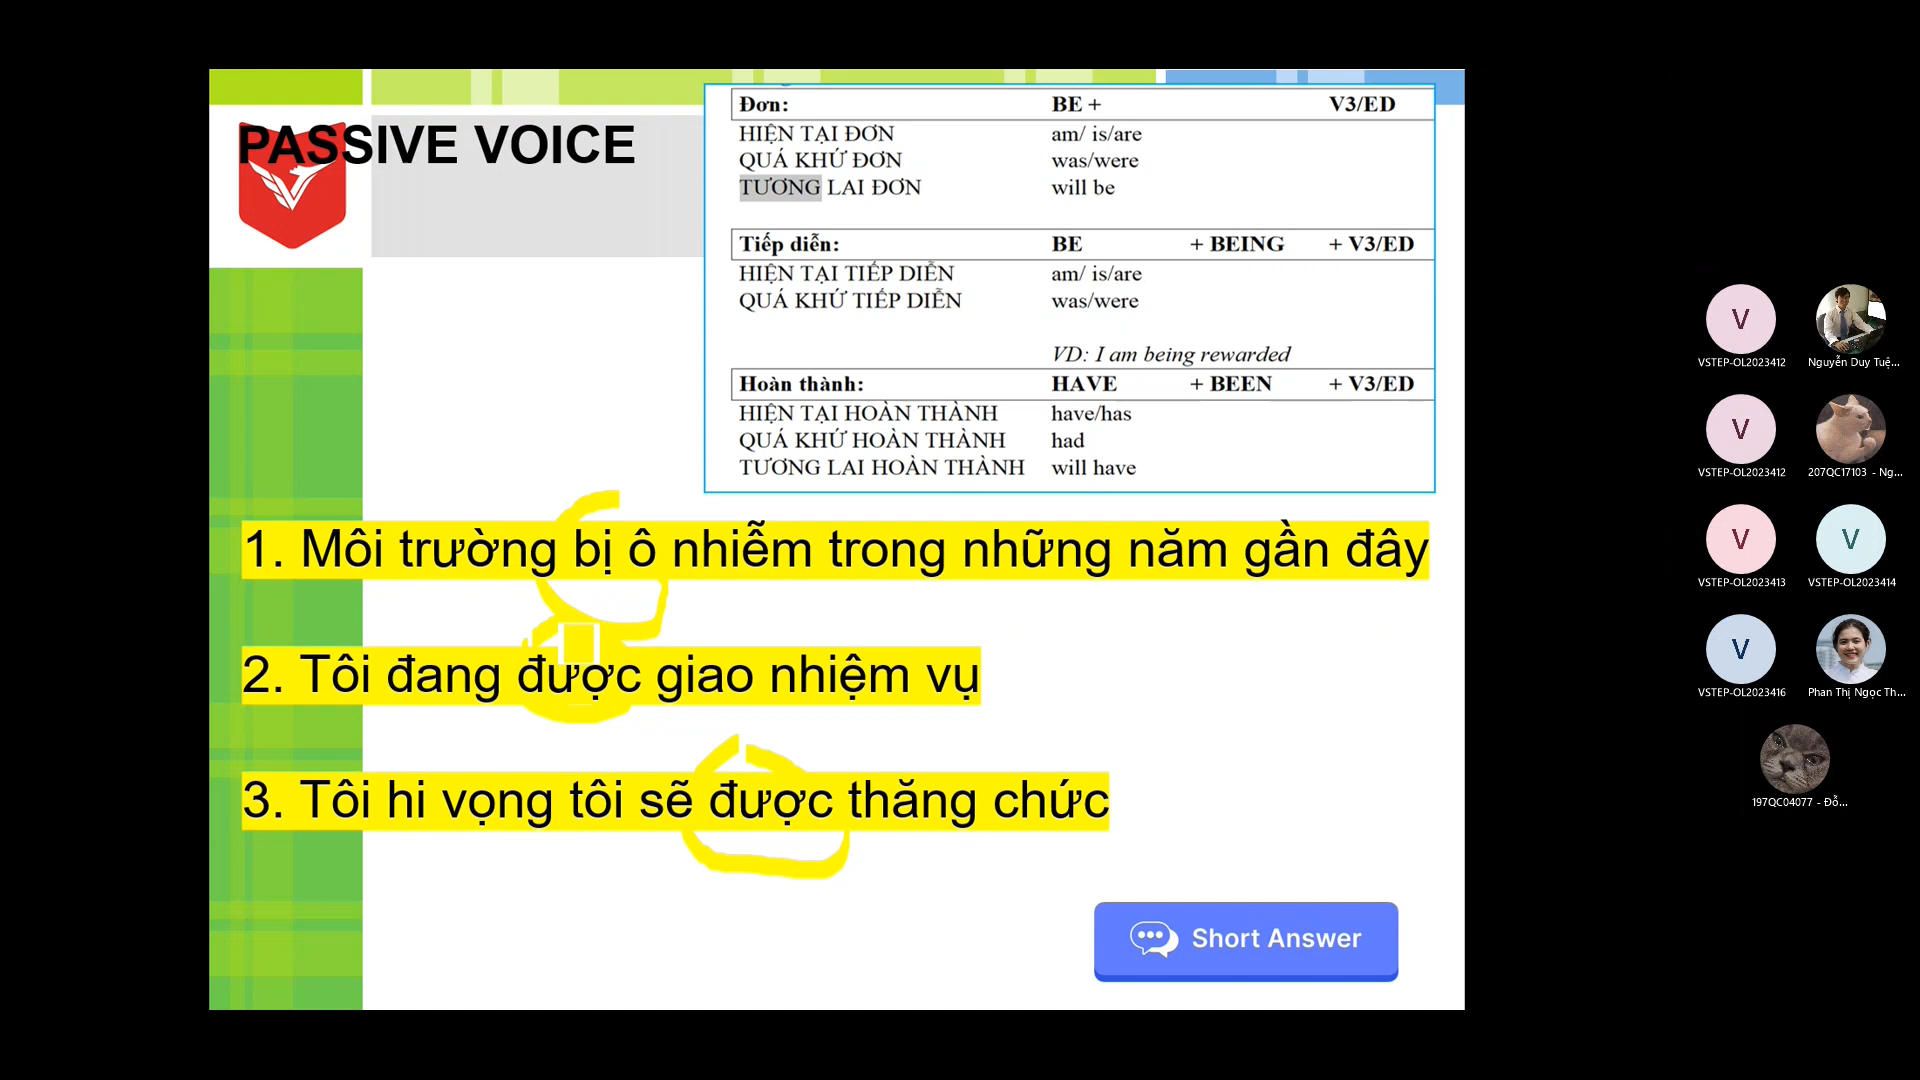 PASSIVE VOICE
Đơn: BE + V3/ED
HIỆN TẠI ĐƠN am/ is/are
QUÁ KHỨ ĐƠN was/were
TƯƠNG LAI ĐƠN will be
Tiếp diễn: BE + BEING + V3/ED
HIỆN TẠI TIẾP DIỄN am/ is/are
QUÁ KHỨ TIẾP DIỄN was/were
VD: I am being rewarded
Hoàn thành: HAVE + BEEN + V3/ED
HIỆN TẠI HOÀN THÀNH have/has
QUÁ KHỨ HOÀN THÀNH had
TƯƠNG LAI HOÀN THÀNH will have
1. Môi trường bị ô nhiễm trong những năm gần đây
2. Tôi đang được giao nhiệm vụ
3. Tôi hi vọng tôi sẽ được thăng chức
Short Answer
V
VSTEP-OL2023412 Nguyễn Duy Tuệ...
V
VSTEP-OL2023412 207QC17103 - Ng...
V V
VSTEP-OL2023413 VSTEP-OL2023414
V
VSTEP-OL2023416 Phan Thị Ngọc Th...
197QC04077 - Đỗ...